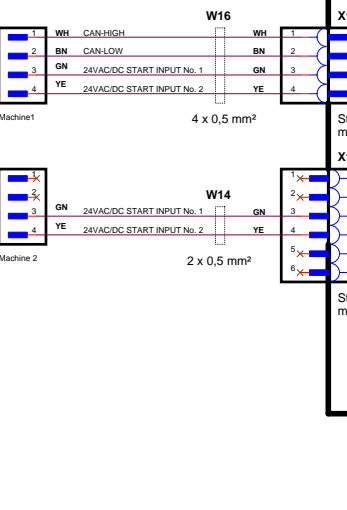 W16
X
1 WH CAN-HIGH WH 1
2 BN CAN-LOW BN 2
3 GN 24VAC/DC START INPUT No. 1 GN 3
4 YE 24VAC/DC START INPUT No. 2 YE 4
Machine1
4 x 0,5 mm²
St
m
X
W14
1 1
2 2
3 GN 24VAC/DC START INPUT No. 1 GN 3
4 YE 24VAC/DC START INPUT No. 2 YE 4
5
6
Machine 2
2 x 0,5 mm²
St
m